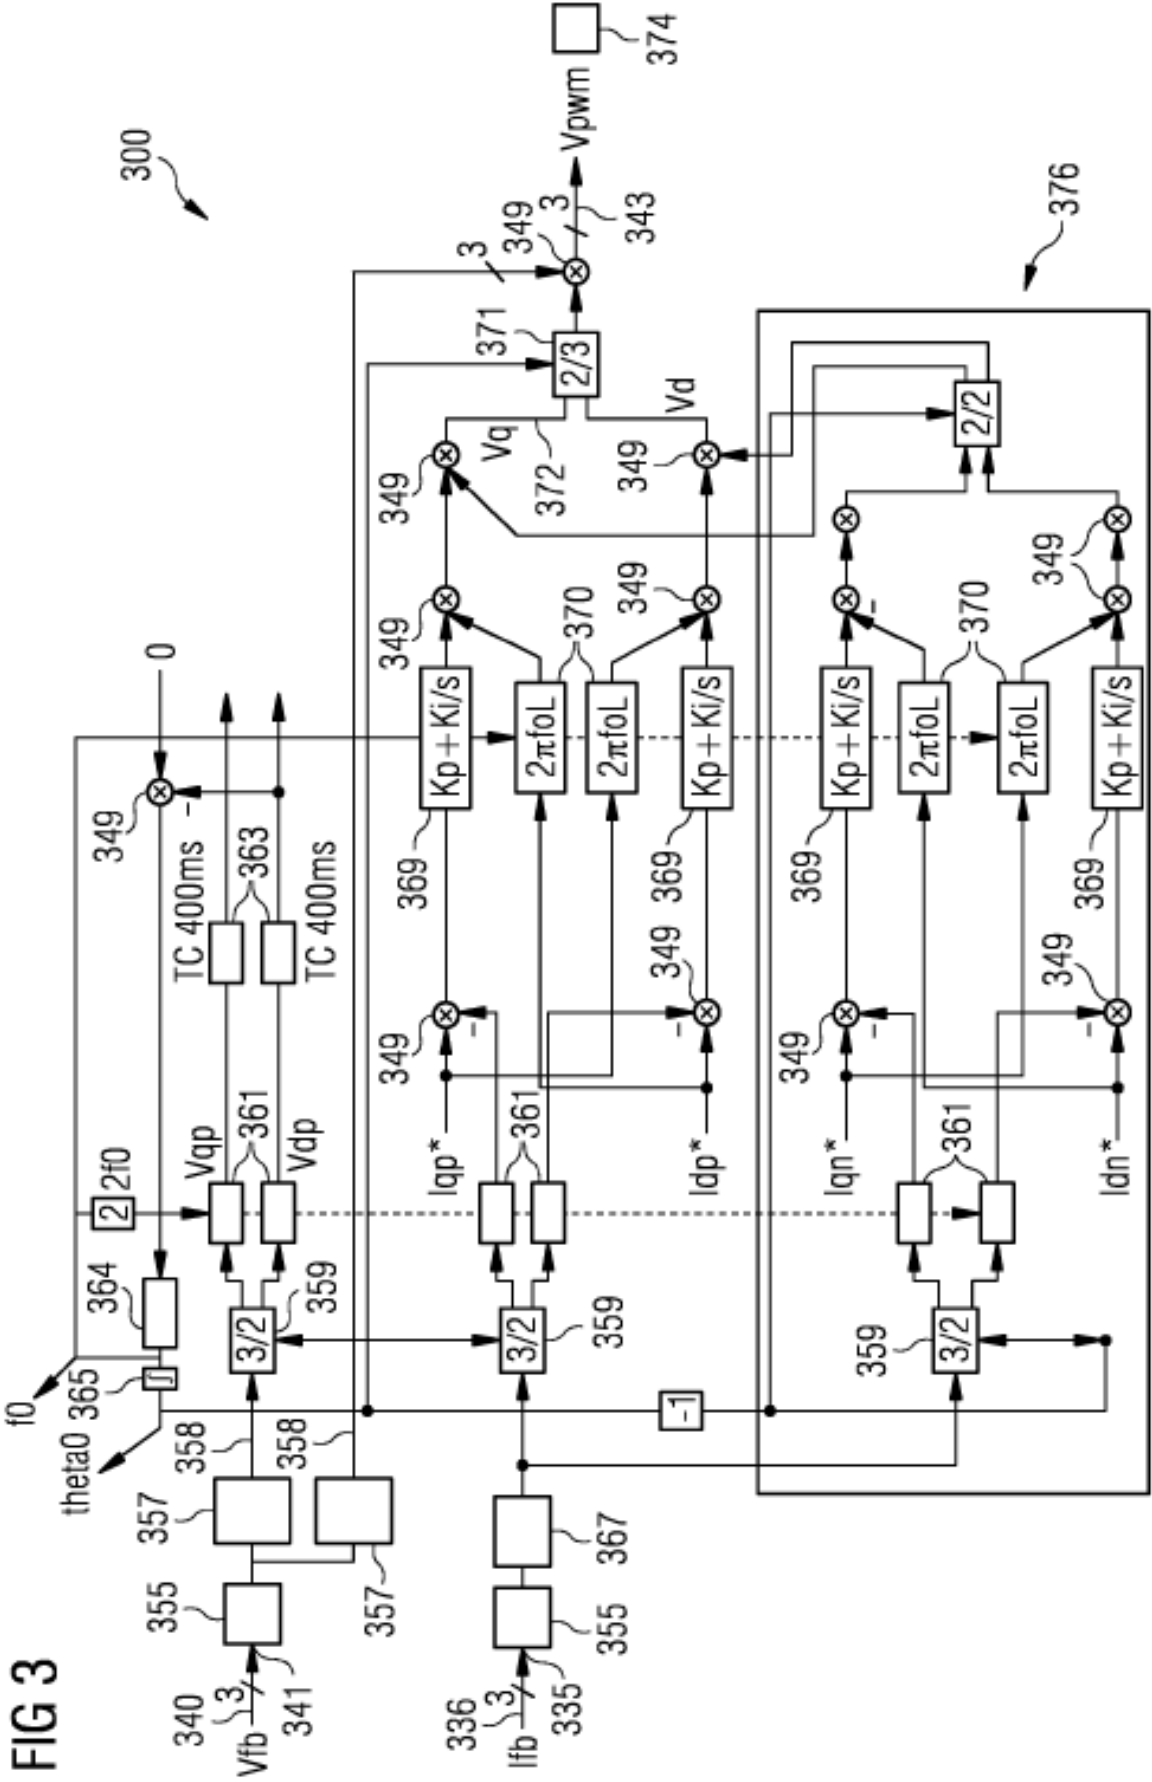 FIG 3
300
Vfb
340
3
341
355
357
357
358
358
theta0
f0
365
∫
364
2
2f0
3/2
359
Vqp
Vdp
361
TC 400ms
TC 400ms
363
349
-
0
Ifb
336
3
335
355
367
3/2
359
361
Iqp*
Idp*
349
-
349
-
369
Kp+Ki/s
369
Kp+Ki/s
2πfoL
2πfoL
370
349
349
349
349
Vq
Vd
372
371
2/3
3
349
3
343
Vpwm
374
-1
376
359
3/2
361
Iqn*
Idn*
349
-
349
-
369
Kp+Ki/s
369
Kp+Ki/s
2πfoL
2πfoL
370
-
349
2/2